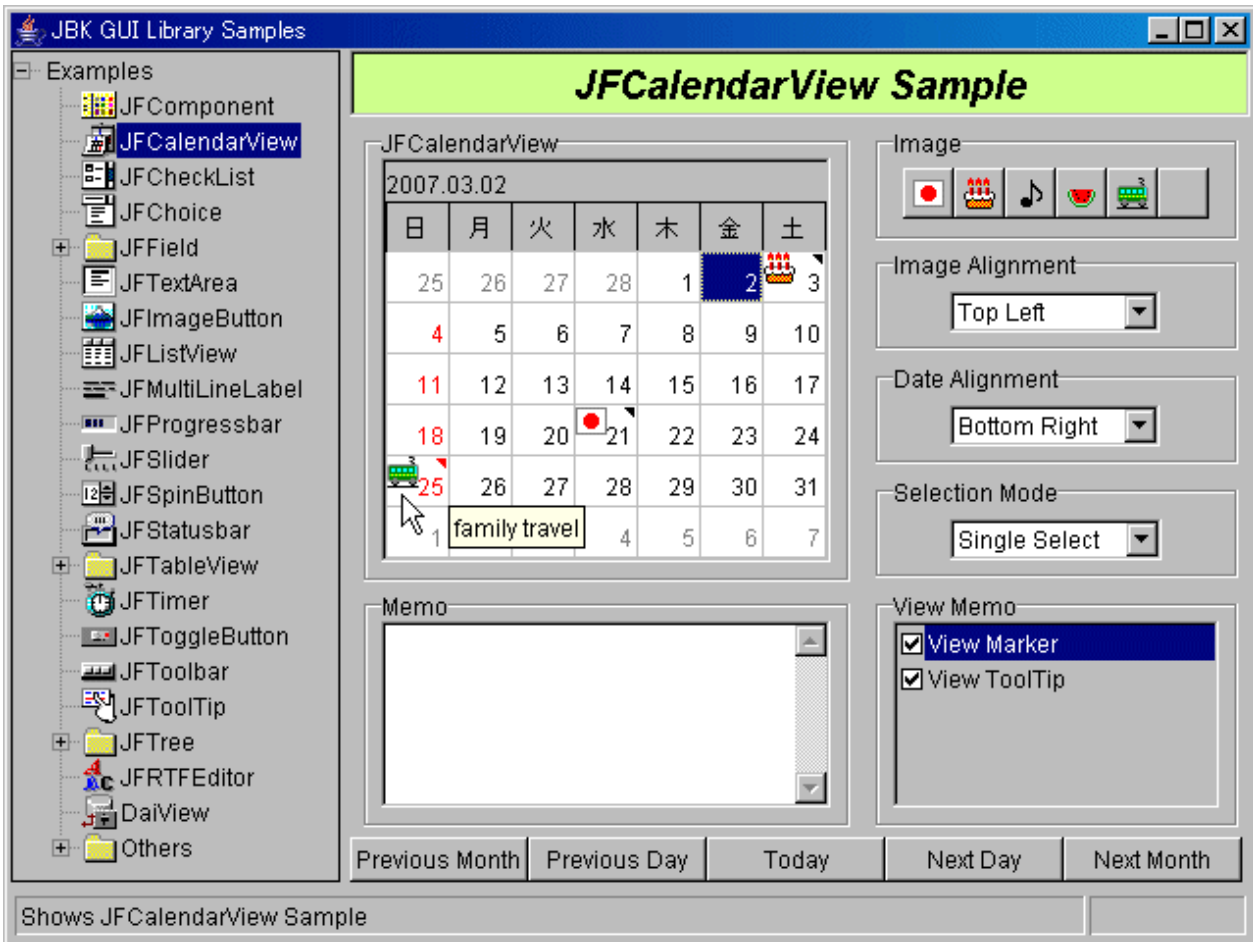 JBK GUI Library Samples
Examples
JFComponent
JFCalendarView
JFCheckList
JFChoice
JFField
JFTextArea
JFImageButton
JFListView
JFMultiLineLabel
JFProgressbar
JFSlider
JFSpinButton
JFStatusbar
JFTableView
JFTimer
JFToggleButton
JFToolbar
JFToolTip
JFTree
JFRTFEditor
DaiView
Others
JFCalendarView Sample
JFCalendarView
2007.03.02
日 月 火 水 木 金 土
25 26 27 28 1 2 3
4 5 6 7 8 9 10
11 12 13 14 15 16 17
18 19 20 21 22 23 24
25 26 27 28 29 30 31
1 4 5 6 7
family travel
Memo
Image
Image Alignment
Top Left
Date Alignment
Bottom Right
Selection Mode
Single Select
View Memo
View Marker
View ToolTip
Previous Month Previous Day Today Next Day Next Month
Shows JFCalendarView Sample